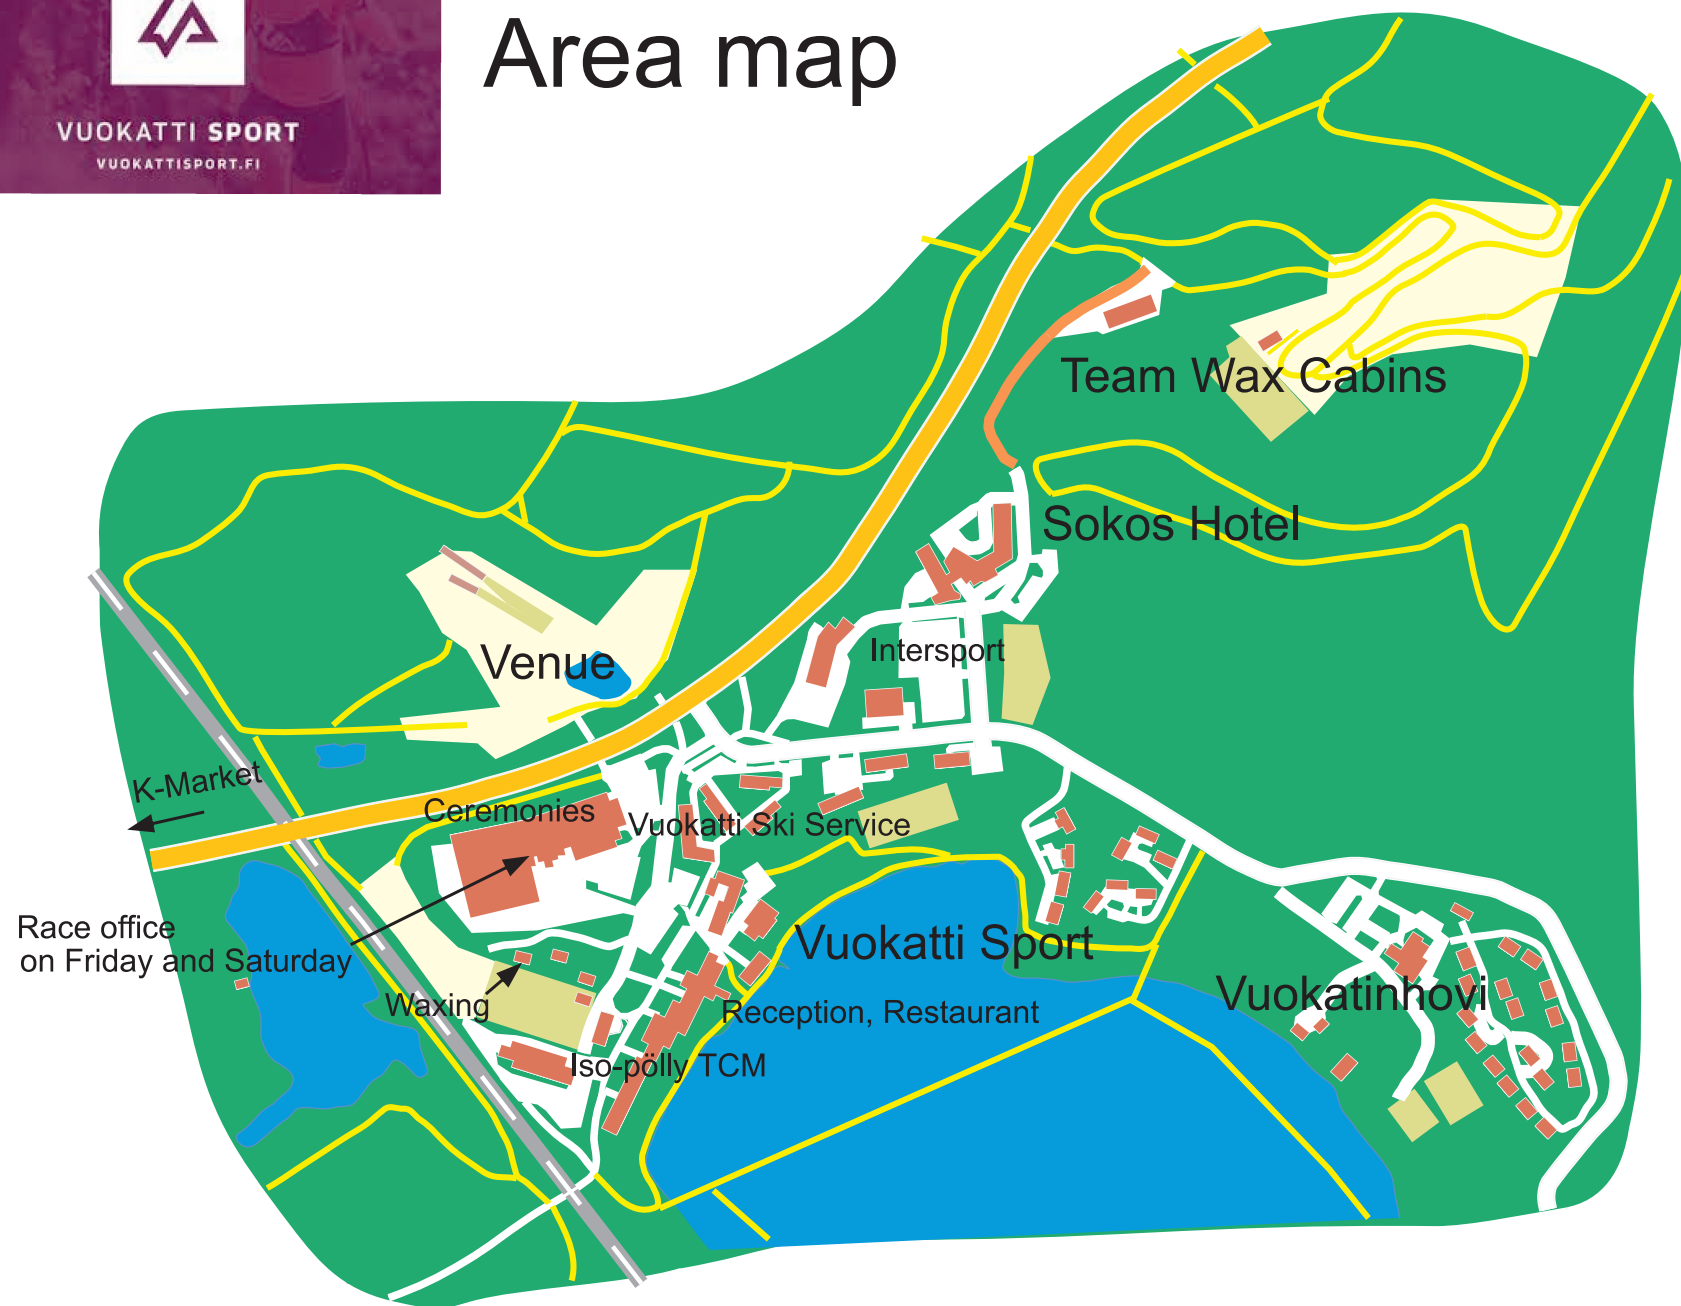 VUOKATTI SPORT
VUOKATTISPORT.FI
Area map
Team Wax Cabins
Sokos Hotel
Intersport
Venue
K-Market
Ceremonies
Vuokatti Ski Service
Race office
on Friday and Saturday
Vuokatti Sport
Vuokatinhovi
Waxing
Reception, Restaurant
Iso-pölly TCM